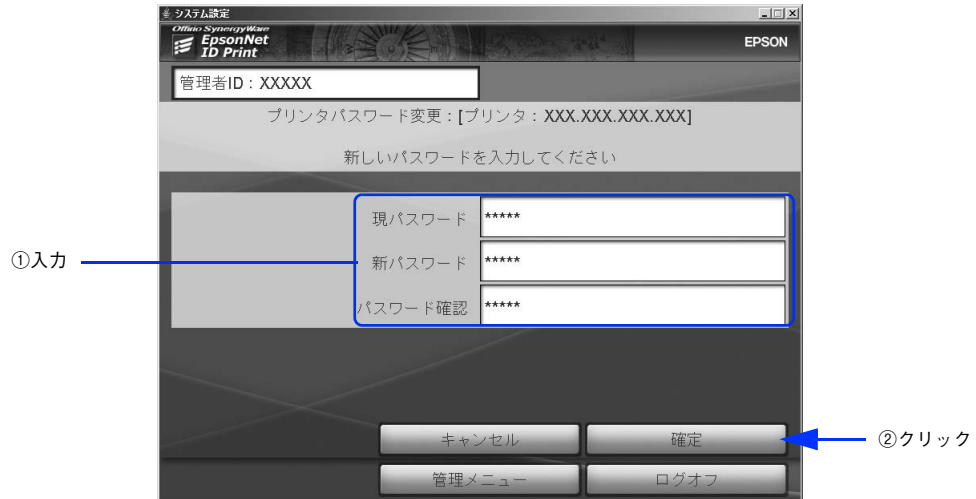 システム設定
Offirio SynergyWare
EpsonNet
ID Print
EPSON
管理者ID：XXXXX
プリンタパスワード変更：[プリンタ：XXX.XXX.XXX.XXX]
新しいパスワードを入力してください
現パスワード *****
①入力
新パスワード *****
パスワード確認 *****
キャンセル 確定
②クリック
管理メニュー ログオフ